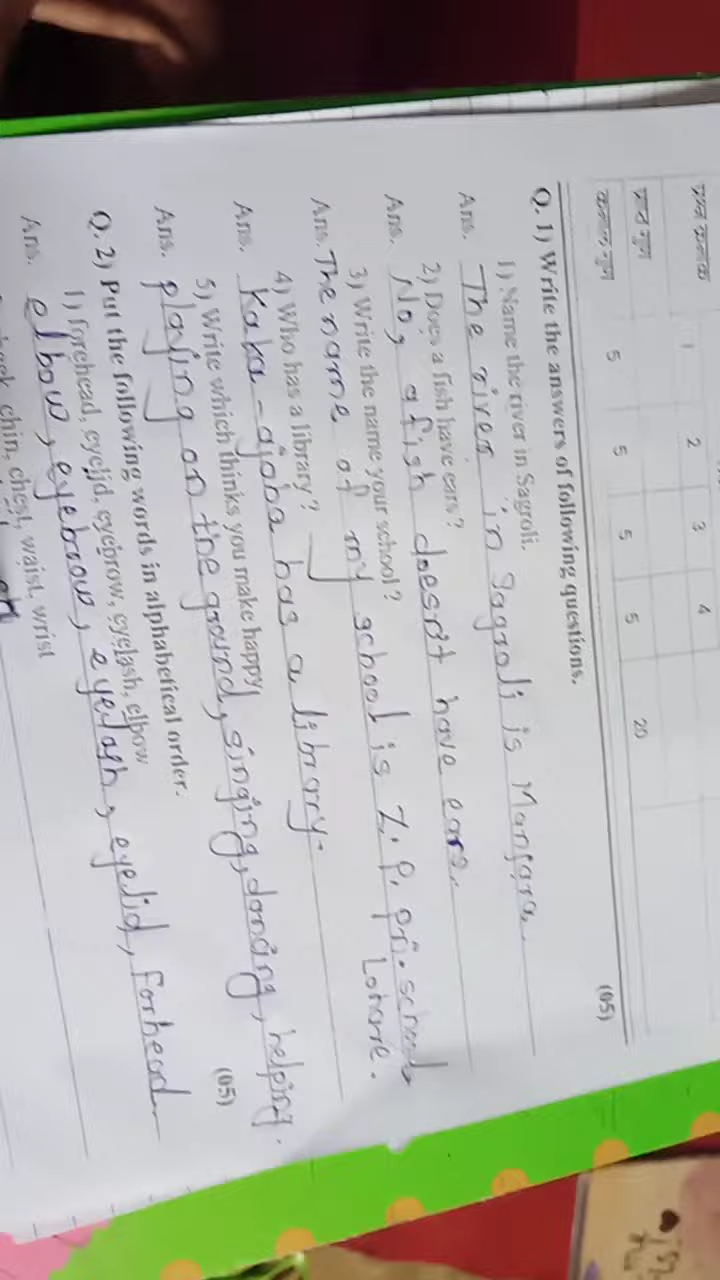 प्रश्न क्रमांक 1 2 3 4
प्राप्त गुण
एकूण गुण 5 5 5 5 20
Q. 1) Write the answers of following questions. (05)
1) Name the river in Sagroli.
Ans. The river in Sagroli is Manjara.
2) Does a fish have ears?
Ans. No, a fish doesn't have ears.
3) Write the name your school?
Ans. The name of my school is Z.P. pri. school
Loharre.
4) Who has a library?
Ans. Kaka-ajoba has a library.
5) Write which thinks you make happy
Ans. playing on the ground, singing, dancing, helping.
Q. 2) Put the following words in alphabetical order. (05)
1) forehead, eyelid, eyebrow, eyelash, elbow
Ans. elbow, eyebrow, eyelash, eyelid, forhead
chin, chest, waist, wrist